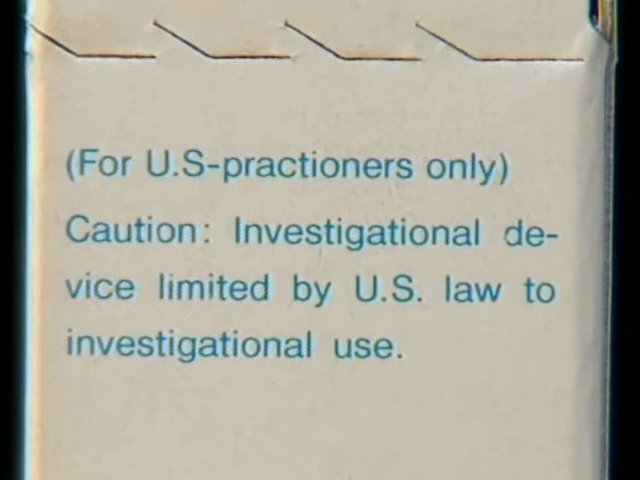 (For U.S-practioners only)
Caution: Investigational de-
vice limited by U.S. law to
investigational use.